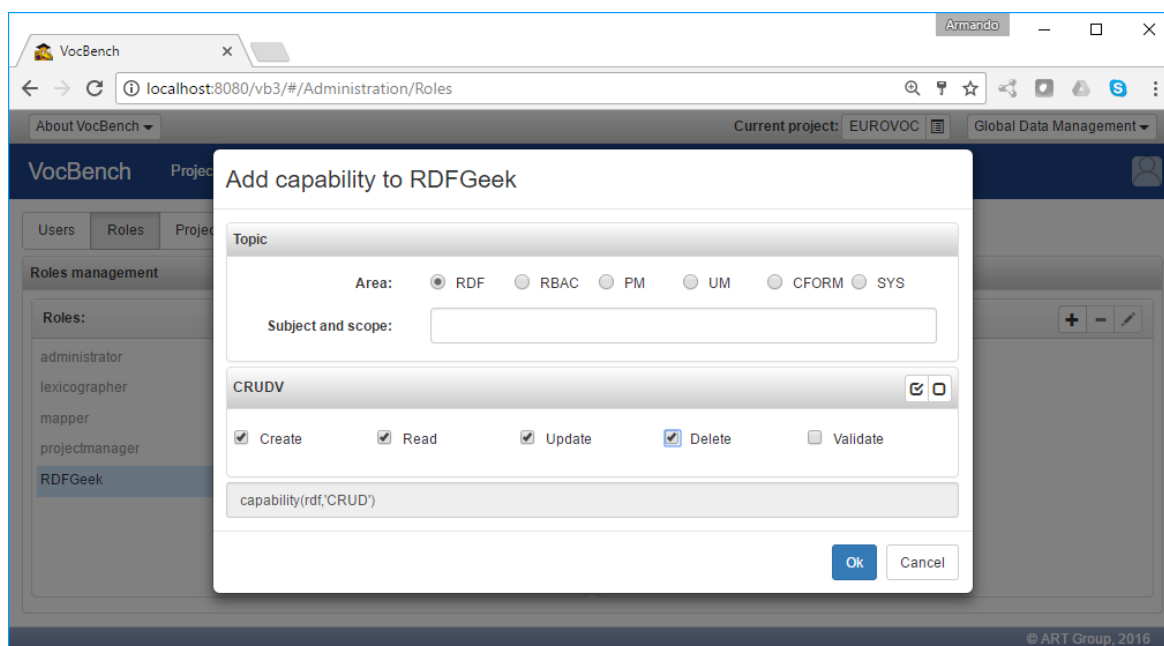 Armando
VocBench
localhost:8080/vb3/#/Administration/Roles
About VocBench
Current project: EUROVOC
Global Data Management
VocBench Projec
Add capability to RDFGeek
Users Roles Projec
Topic
Roles management
Area: RDF RBAC PM UM CFORM SYS
Roles:
Subject and scope:
administrator
lexicographer
CRUDV
mapper
Create Read Update Delete Validate
projectmanager
RDFGeek
capability(rdf,'CRUD')
Ok Cancel
© ART Group, 2016